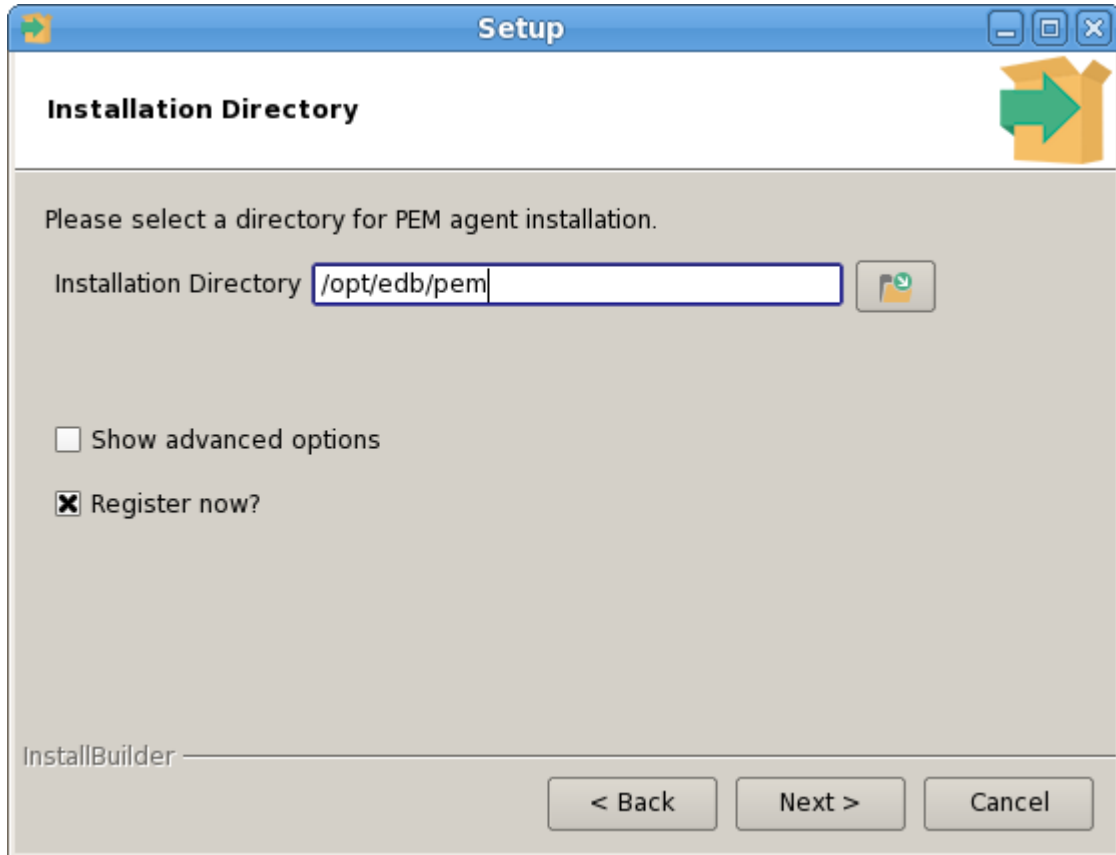 Setup
Installation Directory
Please select a directory for PEM agent installation.
Installation Directory /opt/edb/pem
Show advanced options
Register now?
InstallBuilder
< Back Next > Cancel